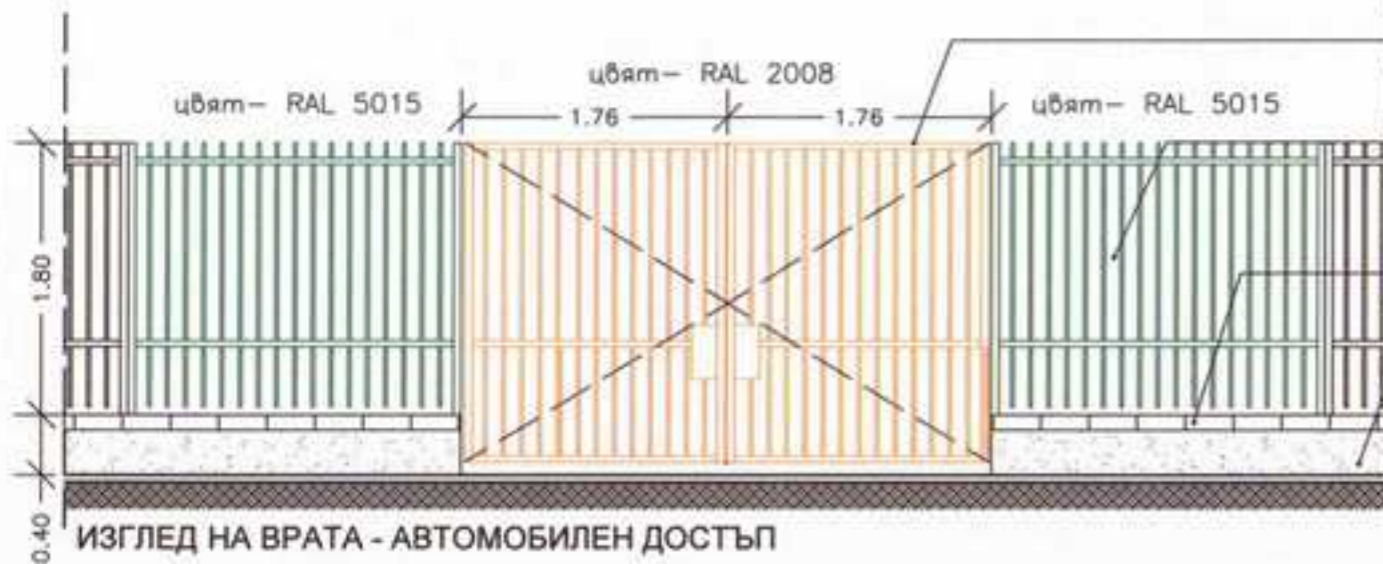 цвят- RAL 2008
цвят- RAL 5015
цвят- RAL 5015
1.76
1.76
1.80
0.40
ИЗГЛЕД НА ВРАТА - АВТОМОБИЛЕН ДОСТЪП